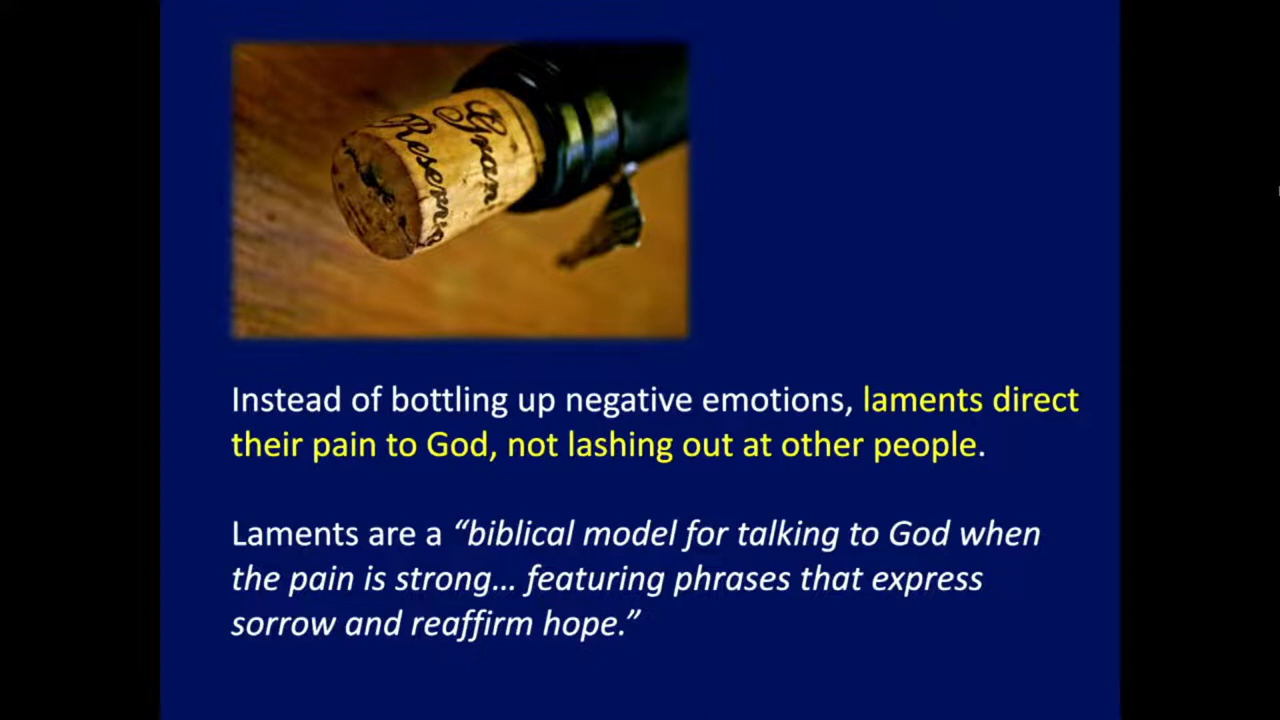 Gran
Reserva
Instead of bottling up negative emotions, laments direct
their pain to God, not lashing out at other people.
Laments are a “biblical model for talking to God when
the pain is strong... featuring phrases that express
sorrow and reaffirm hope.”